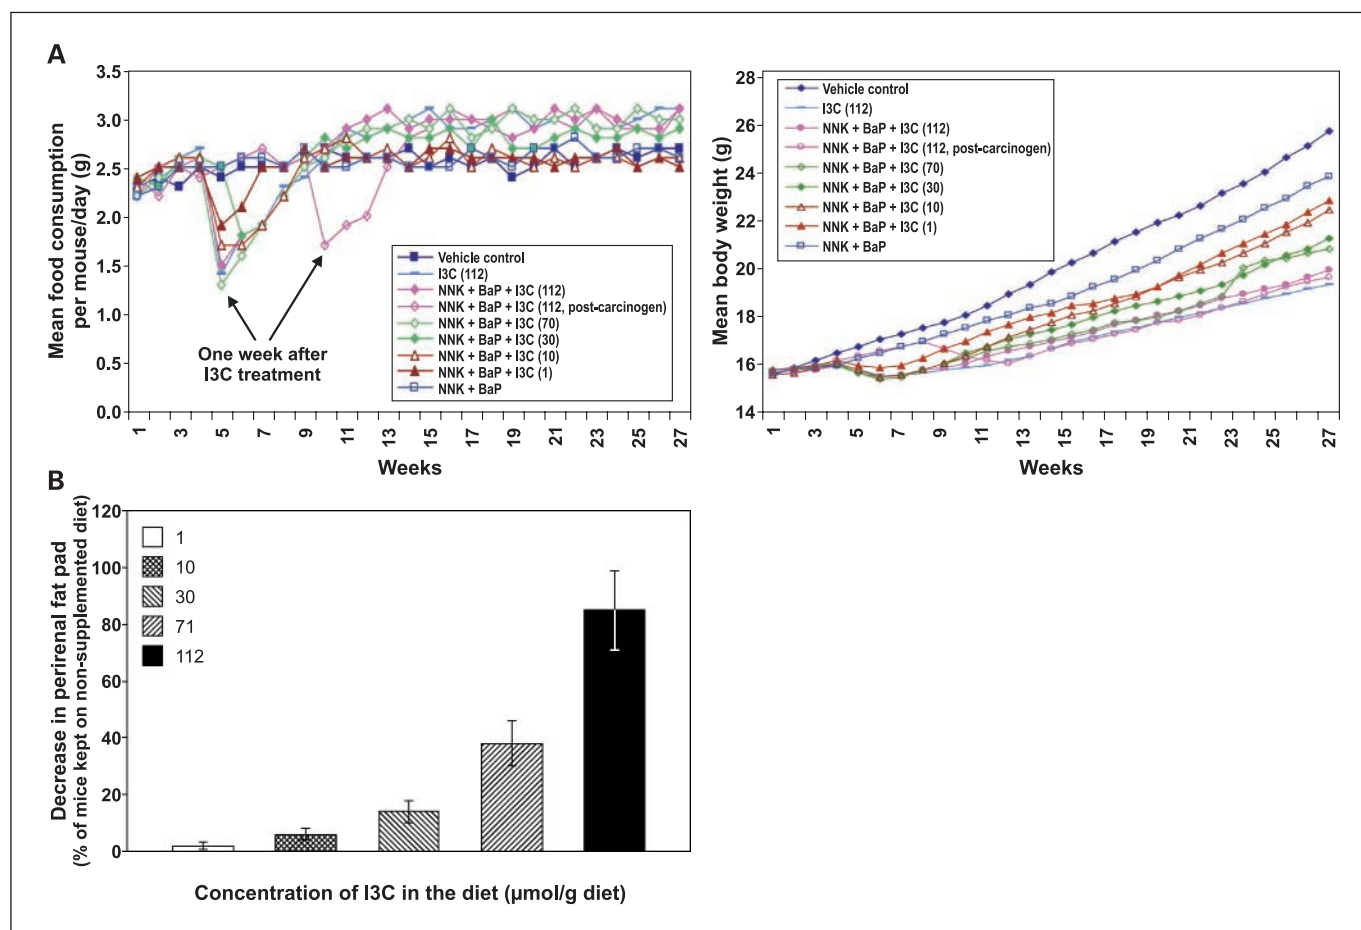 A
Mean food consumption
per mouse/day (g)
3.5
3.0
2.5
2.0
1.5
1.0
0.5
0.0
One week after
I3C treatment
Vehicle control
I3C (112)
NNK + BaP + I3C (112)
NNK + BaP + I3C (112, post-carcinogen)
NNK + BaP + I3C (70)
NNK + BaP + I3C (30)
NNK + BaP + I3C (10)
NNK + BaP + I3C (1)
NNK + BaP
1 3 5 7 9 11 13 15 17 19 21 23 25 27
Weeks
Mean body weight (g)
28
26
24
22
20
18
16
14
Vehicle control
I3C (112)
NNK + BaP + I3C (112)
NNK + BaP + I3C (112, post-carcinogen)
NNK + BaP + I3C (70)
NNK + BaP + I3C (30)
NNK + BaP + I3C (10)
NNK + BaP + I3C (1)
NNK + BaP
1 3 5 7 9 11 13 15 17 19 21 23 25 27
Weeks
B
Decrease in perirenal fat pad
(% of mice kept on non-supplemented diet)
120
100
80
60
40
20
0
1
10
30
71
112
Concentration of I3C in the diet (μmol/g diet)